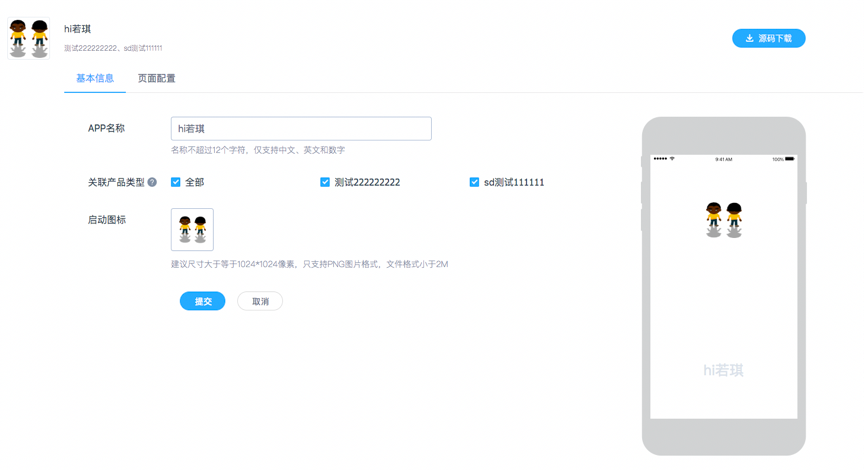 hi若琪
测试222222222、sd测试111111
源码下载
基本信息 页面配置
APP名称 hi若琪
名称不超过12个字符，仅支持中文、英文和数字
关联产品类型 ? 全部 测试222222222 sd测试111111
启动图标
建议尺寸大于等于1024*1024像素，只支持PNG图片格式，文件格式小于2M
提交 取消
9:41 AM 100%
hi若琪